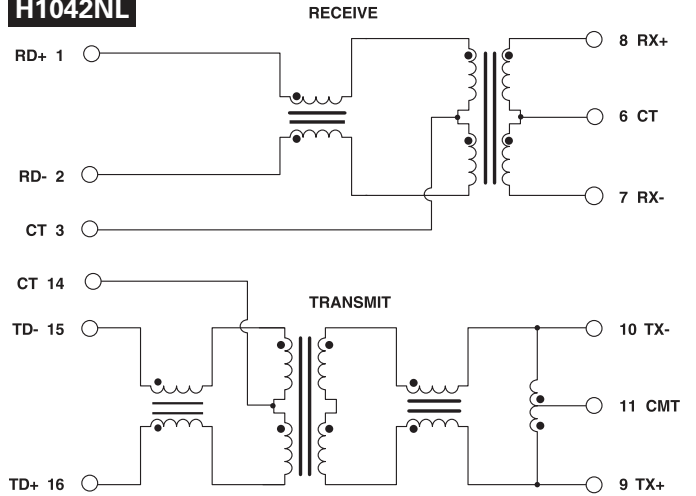 H1042NL
RECEIVE
RD+ 1
8 RX+
6 CT
RD- 2
7 RX-
CT 3
CT 14
TRANSMIT
TD- 15
10 TX-
11 CMT
TD+ 16
9 TX+